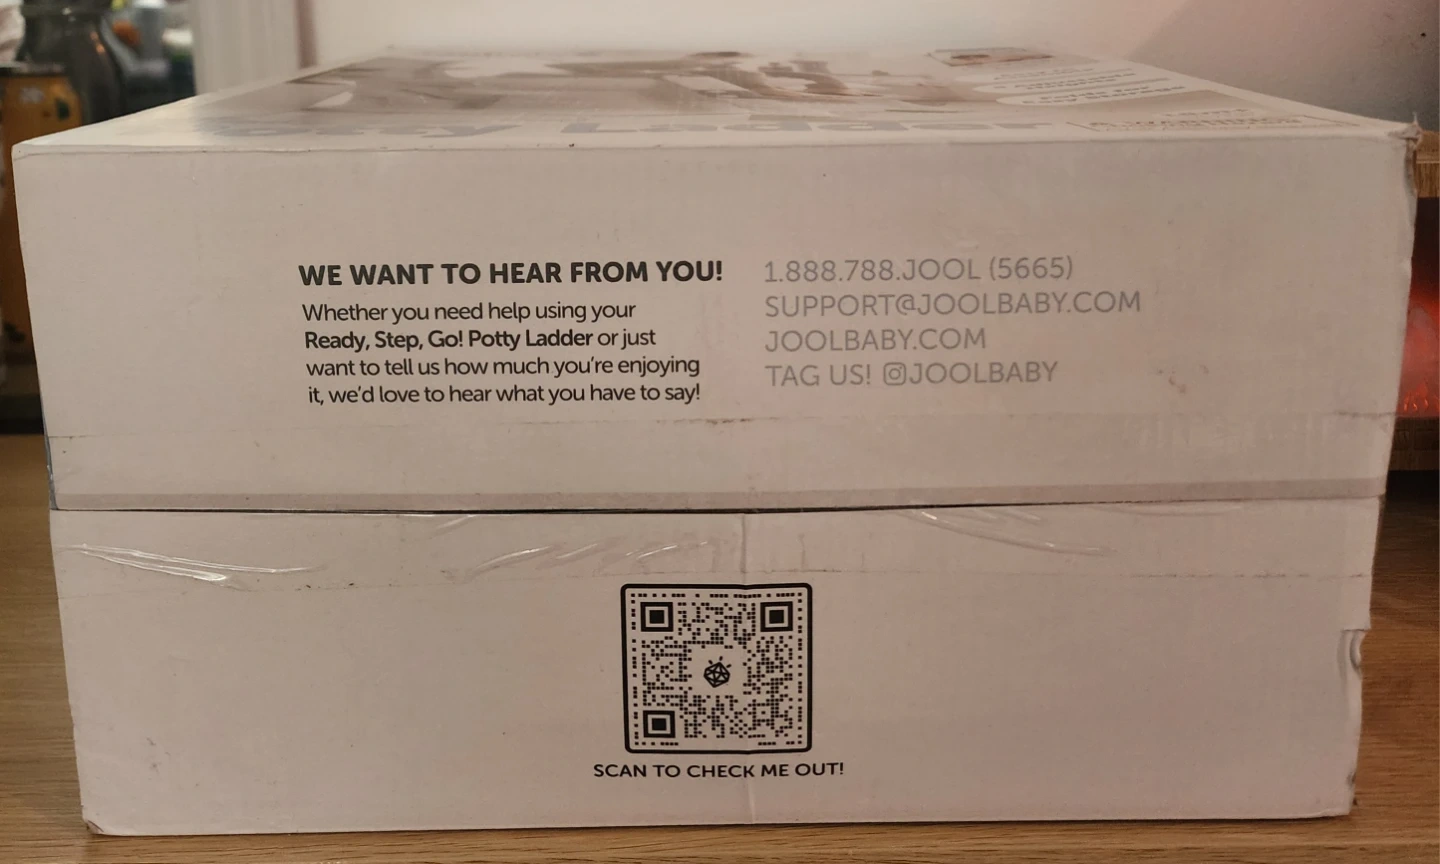 Potty Ladder
WE WANT TO HEAR FROM YOU!
Whether you need help using your
Ready, Step, Go! Potty Ladder or just
want to tell us how much you're enjoying
it, we'd love to hear what you have to say!
1.888.788.JOOL (5665)
SUPPORT@JOOLBABY.COM
JOOLBABY.COM
TAG US! JOOLBABY
SCAN TO CHECK ME OUT!